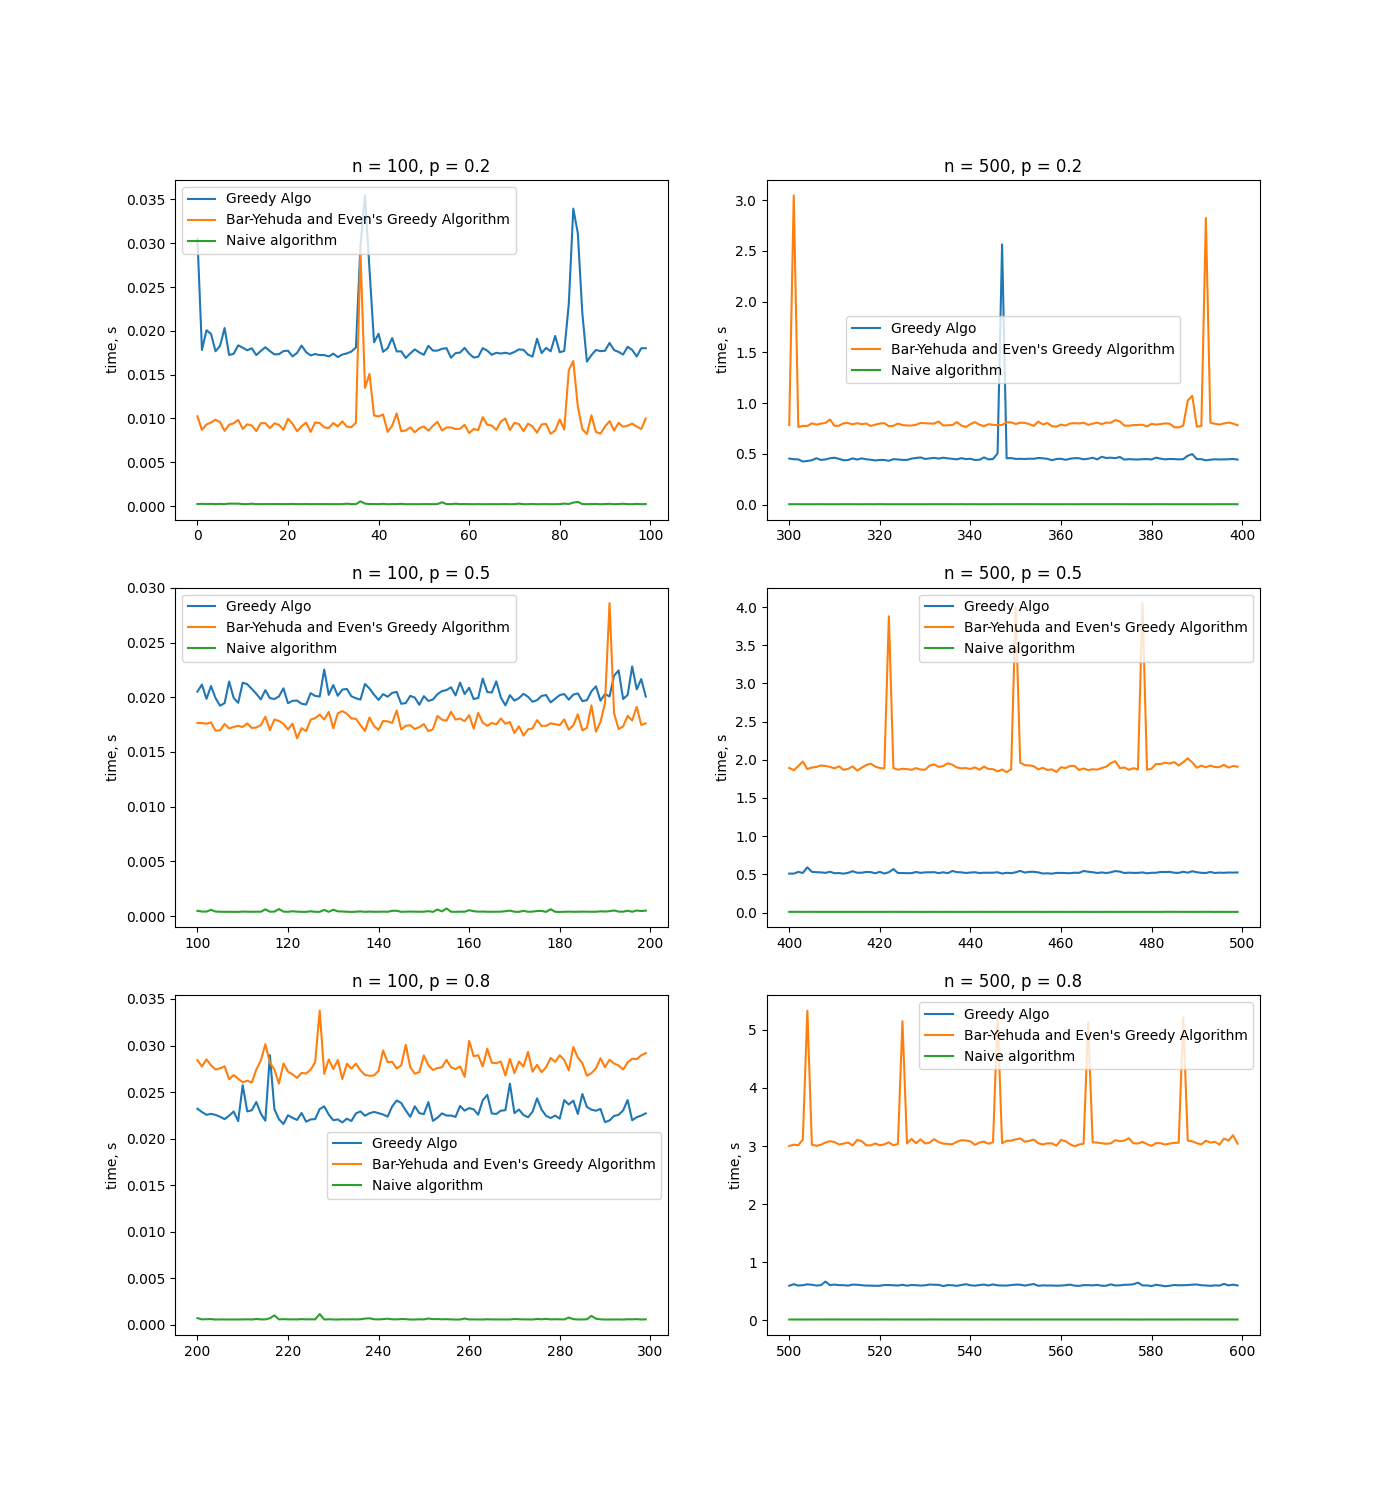 n = 100, p = 0.2
0.035
0.030
0.025
0.020
0.015
0.010
0.005
0.000
time, s
Greedy Algo
Bar-Yehuda and Even's Greedy Algorithm
Naive algorithm
0 20 40 60 80 100
n = 500, p = 0.2
3.0
2.5
2.0
1.5
1.0
0.5
0.0
time, s
Greedy Algo
Bar-Yehuda and Even's Greedy Algorithm
Naive algorithm
300 320 340 360 380 400
n = 100, p = 0.5
0.030
0.025
0.020
0.015
0.010
0.005
0.000
time, s
Greedy Algo
Bar-Yehuda and Even's Greedy Algorithm
Naive algorithm
100 120 140 160 180 200
n = 500, p = 0.5
4.0
3.5
3.0
2.5
2.0
1.5
1.0
0.5
0.0
time, s
Greedy Algo
Bar-Yehuda and Even's Greedy Algorithm
Naive algorithm
400 420 440 460 480 500
n = 100, p = 0.8
0.035
0.030
0.025
0.020
0.015
0.010
0.005
0.000
time, s
Greedy Algo
Bar-Yehuda and Even's Greedy Algorithm
Naive algorithm
200 220 240 260 280 300
n = 500, p = 0.8
5
4
3
2
1
0
time, s
Greedy Algo
Bar-Yehuda and Even's Greedy Algorithm
Naive algorithm
500 520 540 560 580 600